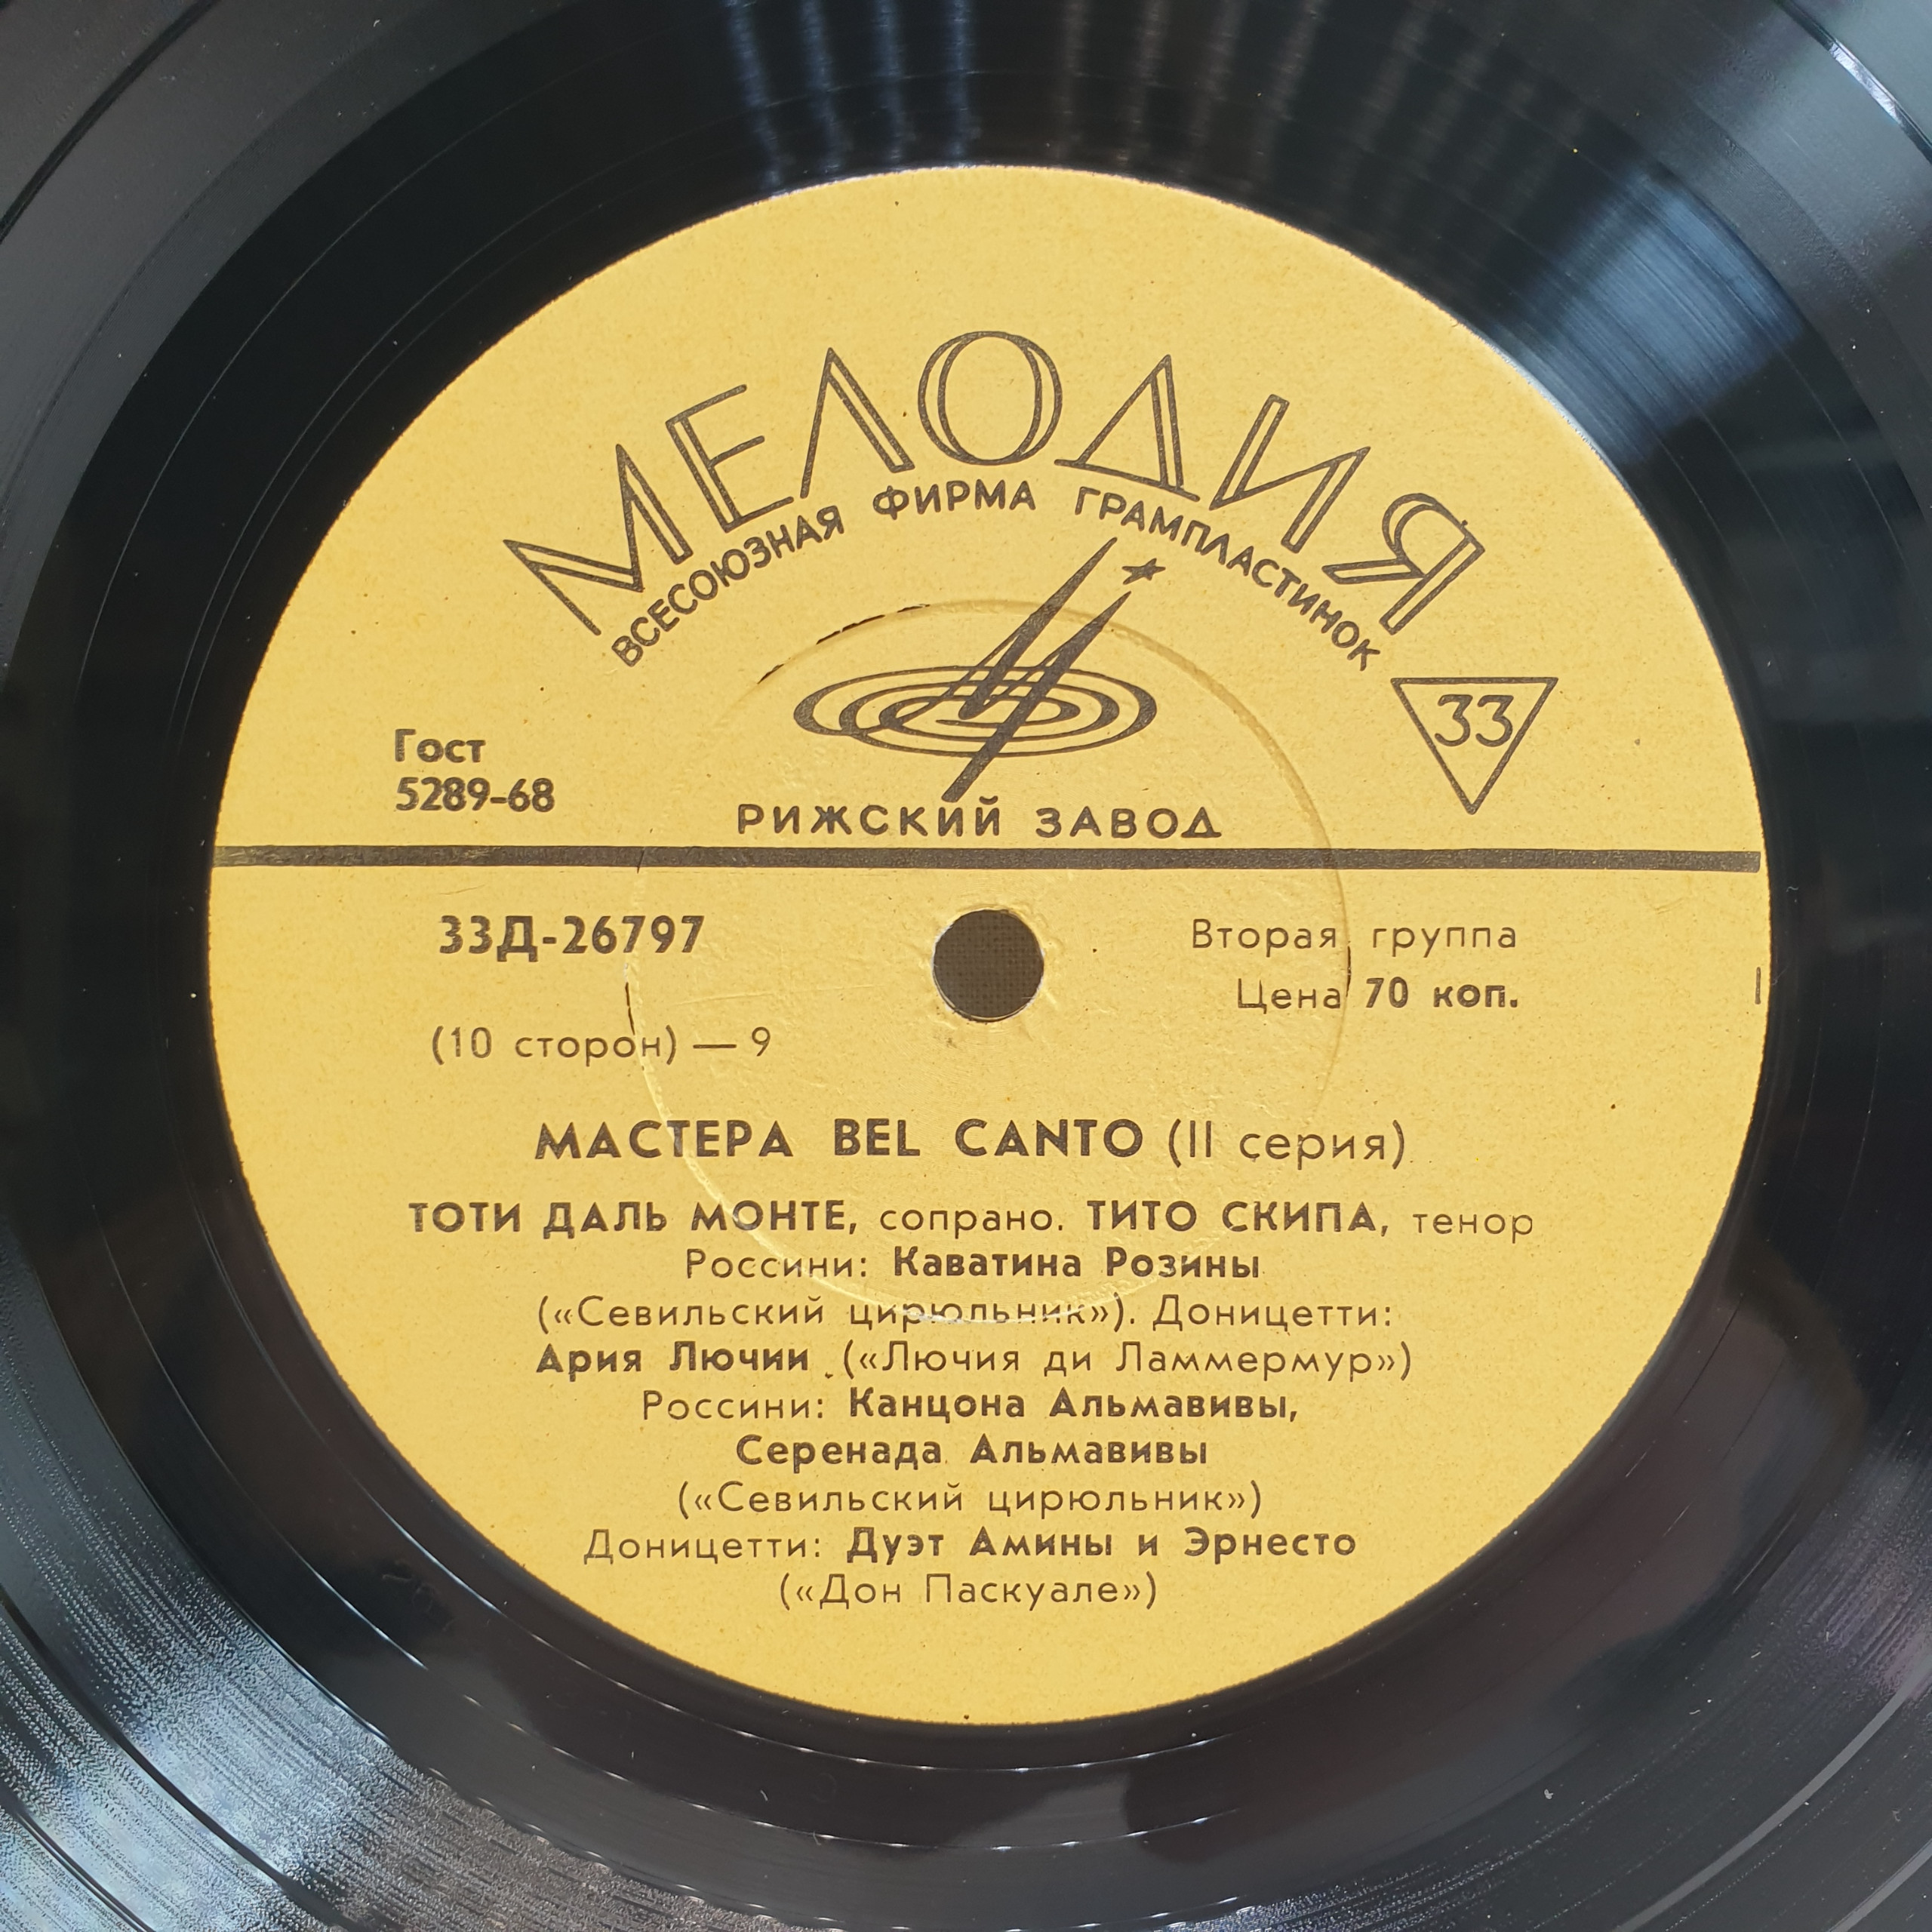 МЕЛОДИЯ
ВСЕСОЮЗНАЯ ФИРМА ГРАМПЛАСТИНОК
33
Гост
5289-68
РИЖСКИЙ ЗАВОД
33Д-26797
Вторая группа
Цена 70 коп.
(10 сторон) — 9
МАСТЕРА BEL CANTO (II серия)
ТОТИ ДАЛЬ МОНТЕ, сопрано. ТИТО СКИПА, тенор
Россини: Каватина Розины
(«Севильский цирюльник»). Доницетти:
Ария Лючии («Лючия ди Ламмермур»)
Россини: Канцона Альмавивы,
Серенада Альмавивы
(«Севильский цирюльник»)
Доницетти: Дуэт Амины и Эрнесто
(«Дон Паскуале»)